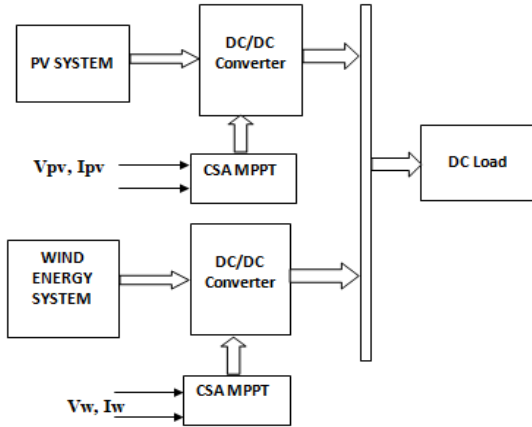 PV SYSTEM
DC/DC
Converter
Vpv, Ipv
CSA MPPT
DC Load
WIND
ENERGY
SYSTEM
DC/DC
Converter
Vw, Iw
CSA MPPT